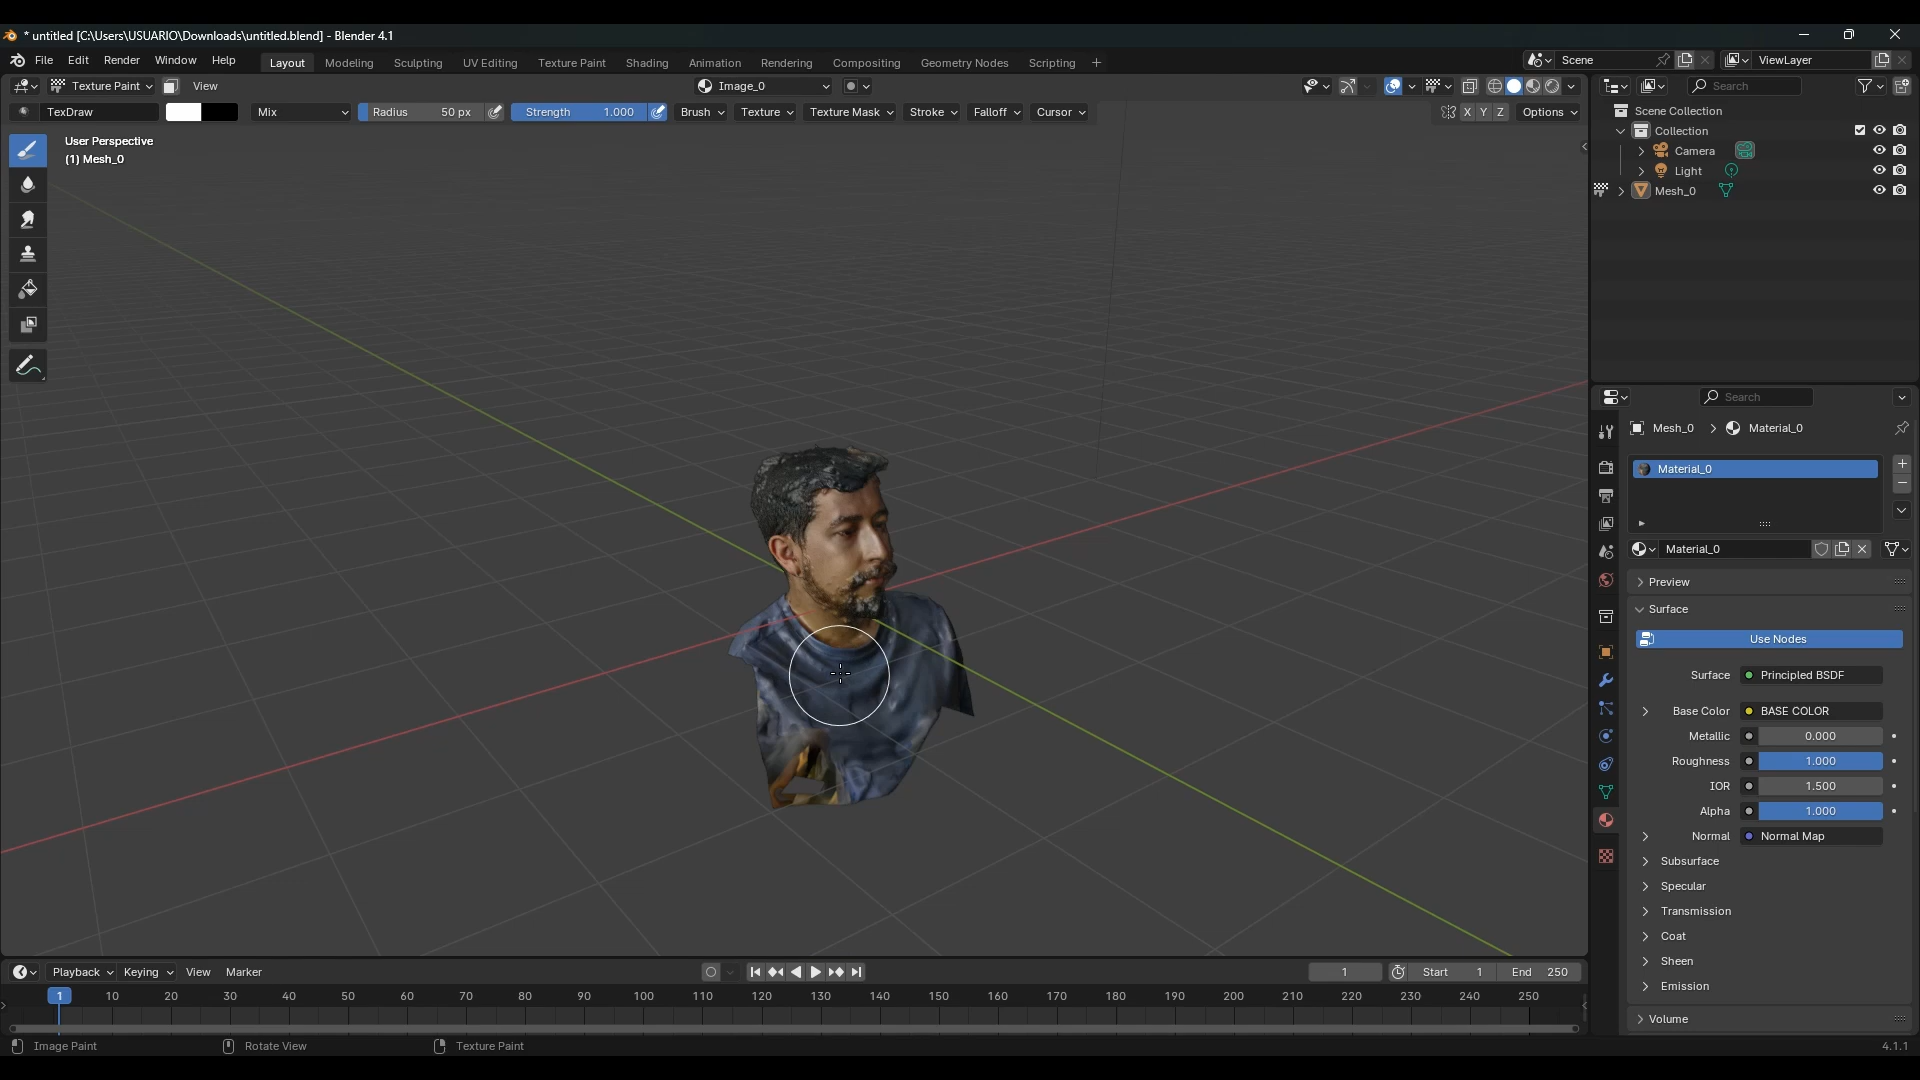 * untitled [C:\Users\USUARIO\Downloads\untitled.blend] - Blender 4.1
File Edit Render Window Help Layout Modeling Sculpting UV Editing Texture Paint Shading Animation Rendering Compositing Geometry Nodes Scripting + Scene ViewLayer
Texture Paint View Image_0 Search
TexDraw Mix Radius 50 px Strength 1.000 Brush Texture Texture Mask Stroke Falloff Cursor X Y Z Options
User Perspective
(1) Mesh_0
Scene Collection
Collection
Camera
Light
Mesh_0
Search
Mesh_0 > Material_0
Material_0
Material_0
Preview
Surface
Use Nodes
Surface Principled BSDF
Base Color BASE COLOR
Metallic 0.000
Roughness 1.000
IOR 1.500
Alpha 1.000
Normal Normal Map
Subsurface
Specular
Transmission
Coat
Sheen
Emission
Volume
Playback Keying View Marker 1 Start 1 End 250
1 10 20 30 40 50 60 70 80 90 100 110 120 130 140 150 160 170 180 190 200 210 220 230 240 250
Image Paint Rotate View Texture Paint 4.1.1